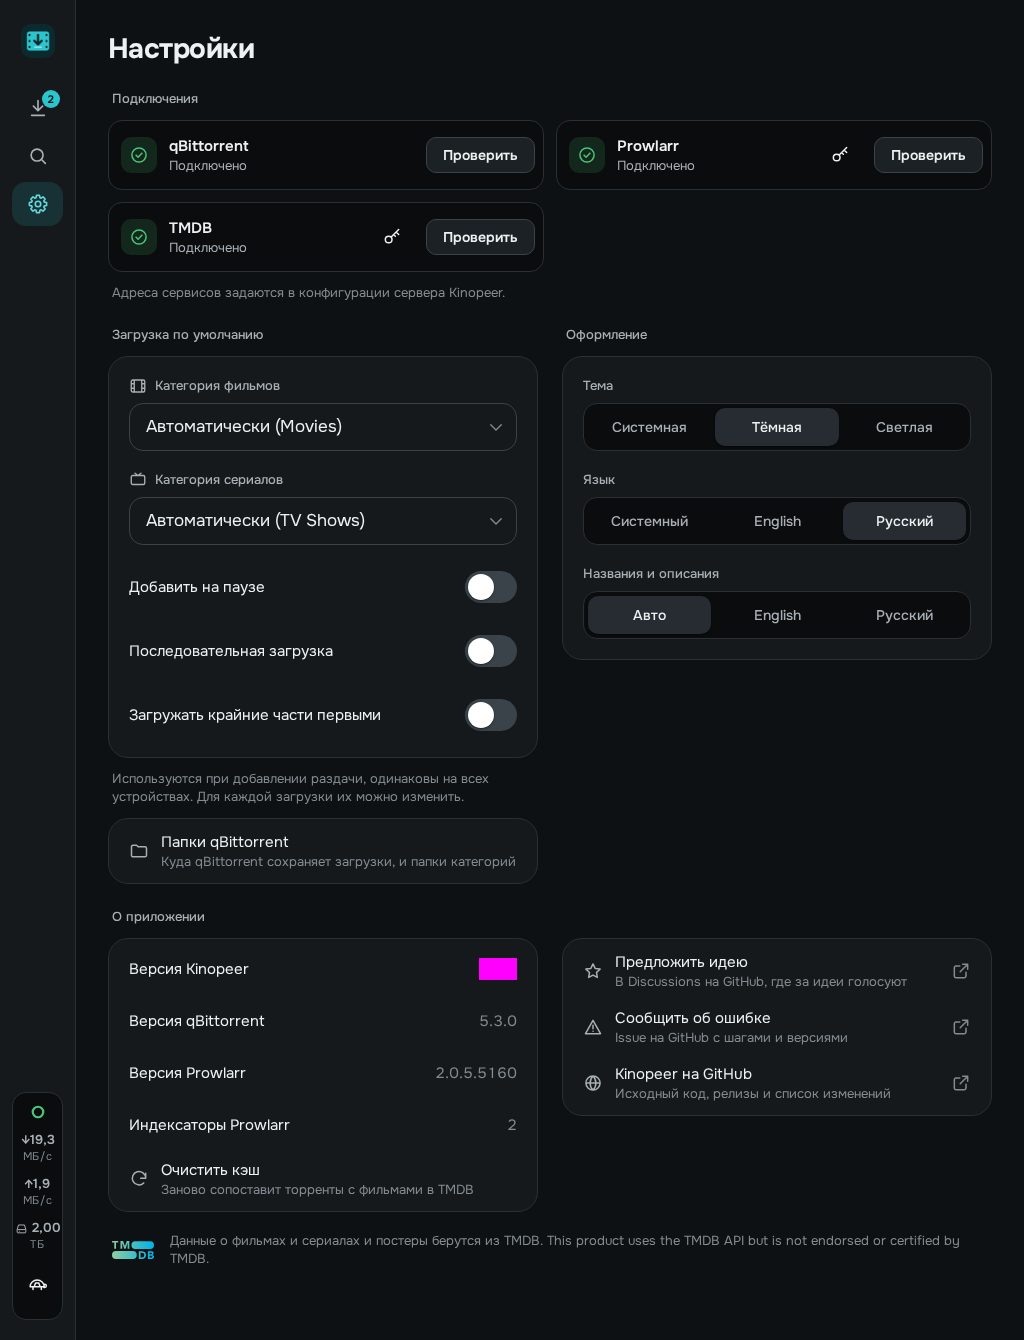 Настройки
2
Подключения
qBittorrent
Подключено
Проверить
Prowlarr
Подключено
Проверить
TMDB
Подключено
Проверить
Адреса сервисов задаются в конфигурации сервера Kinopeer.
Загрузка по умолчанию
Категория фильмов
Автоматически (Movies)
Категория сериалов
Автоматически (TV Shows)
Добавить на паузе
Последовательная загрузка
Загружать крайние части первыми
Используются при добавлении раздачи, одинаковы на всех
устройствах. Для каждой загрузки их можно изменить.
Папки qBittorrent
Куда qBittorrent сохраняет загрузки, и папки категорий
Оформление
Тема
Системная Тёмная Светлая
Язык
Системный English Русский
Названия и описания
Авто English Русский
О приложении
Версия Kinopeer
Версия qBittorrent 5.3.0
Версия Prowlarr 2.0.5.5160
Индексаторы Prowlarr 2
Очистить кэш
Заново сопоставит торренты с фильмами в TMDB
Предложить идею
В Discussions на GitHub, где за идеи голосуют
Сообщить об ошибке
Issue на GitHub с шагами и версиями
Kinopeer на GitHub
Исходный код, релизы и список изменений
↓19,3
МБ/с
↑1,9
МБ/с
2,00
ТБ
TM
DB
Данные о фильмах и сериалах и постеры берутся из TMDB. This product uses the TMDB API but is not endorsed or certified by
TMDB.